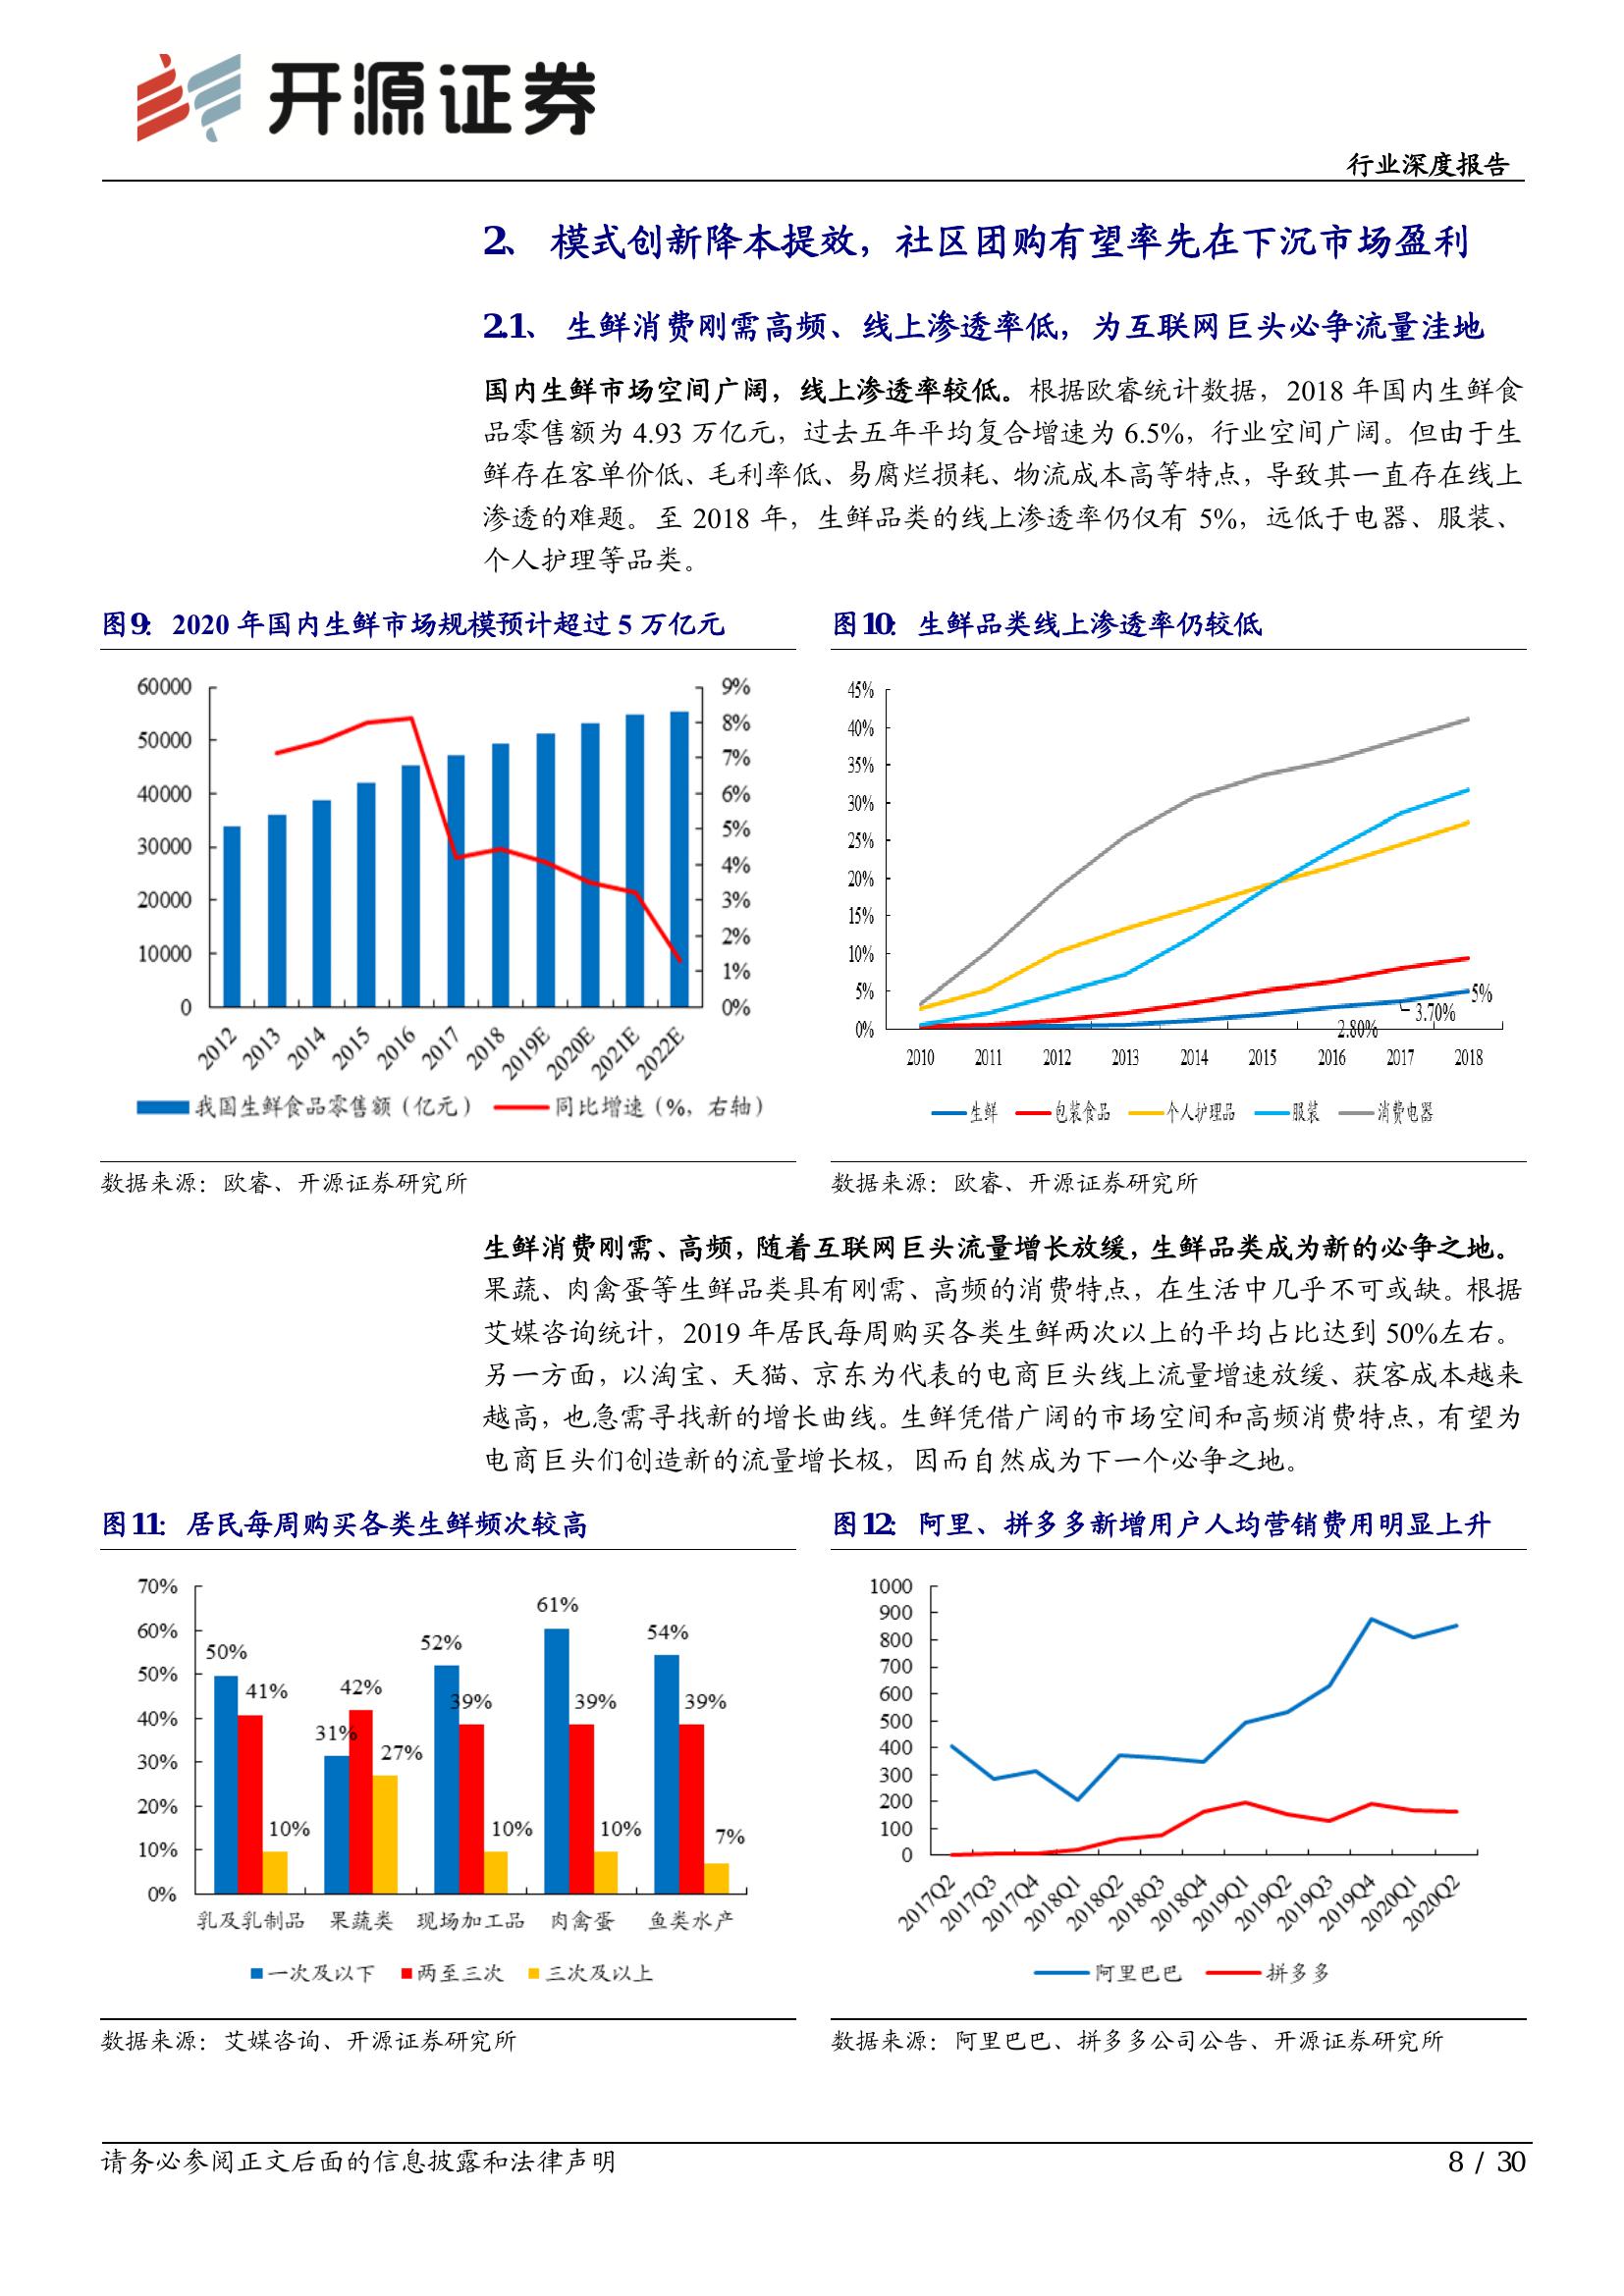 开源证券
行业深度报告
2、 模式创新降本提效，社区团购有望率先在下沉市场盈利
2.1、 生鲜消费刚需高频、线上渗透率低，为互联网巨头必争流量洼地
国内生鲜市场空间广阔，线上渗透率较低。根据欧睿统计数据，2018 年国内生鲜食
品零售额为 4.93 万亿元，过去五年平均复合增速为 6.5%，行业空间广阔。但由于生
鲜存在客单价低、毛利率低、易腐烂损耗、物流成本高等特点，导致其一直存在线上
渗透的难题。至 2018 年，生鲜品类的线上渗透率仍仅有 5%，远低于电器、服装、
个人护理等品类。
图9： 2020 年国内生鲜市场规模预计超过 5 万亿元
60000
50000
40000
30000
20000
10000
0
9%
8%
7%
6%
5%
4%
3%
2%
1%
0%
2012 2013 2014 2015 2016 2017 2018 2019E 2020E 2021E 2022E
我国生鲜食品零售额（亿元） 同比增速（%，右轴）
数据来源：欧睿、开源证券研究所
图10： 生鲜品类线上渗透率仍较低
45%
40%
35%
30%
25%
20%
15%
10%
5%
0%
5%
3.70%
2.80%
2010 2011 2012 2013 2014 2015 2016 2017 2018
生鲜 包装食品 个人护理品 服装 消费电器
数据来源：欧睿、开源证券研究所
生鲜消费刚需、高频，随着互联网巨头流量增长放缓，生鲜品类成为新的必争之地。
果蔬、肉禽蛋等生鲜品类具有刚需、高频的消费特点，在生活中几乎不可或缺。根据
艾媒咨询统计，2019 年居民每周购买各类生鲜两次以上的平均占比达到 50%左右。
另一方面，以淘宝、天猫、京东为代表的电商巨头线上流量增速放缓、获客成本越来
越高，也急需寻找新的增长曲线。生鲜凭借广阔的市场空间和高频消费特点，有望为
电商巨头们创造新的流量增长极，因而自然成为下一个必争之地。
图11： 居民每周购买各类生鲜频次较高
70%
60%
50%
40%
30%
20%
10%
0%
50% 41% 10%
31% 42% 27%
52% 39% 10%
61% 39% 10%
54% 39% 7%
乳及乳制品 果蔬类 现场加工品 肉禽蛋 鱼类水产
一次及以下 两至三次 三次及以上
数据来源：艾媒咨询、开源证券研究所
图12： 阿里、拼多多新增用户人均营销费用明显上升
1000
900
800
700
600
500
400
300
200
100
0
2017Q2 2017Q3 2017Q4 2018Q1 2018Q2 2018Q3 2018Q4 2019Q1 2019Q2 2019Q3 2019Q4 2020Q1 2020Q2
阿里巴巴 拼多多
数据来源：阿里巴巴、拼多多公司公告、开源证券研究所
请务必参阅正文后面的信息披露和法律声明
8 / 30